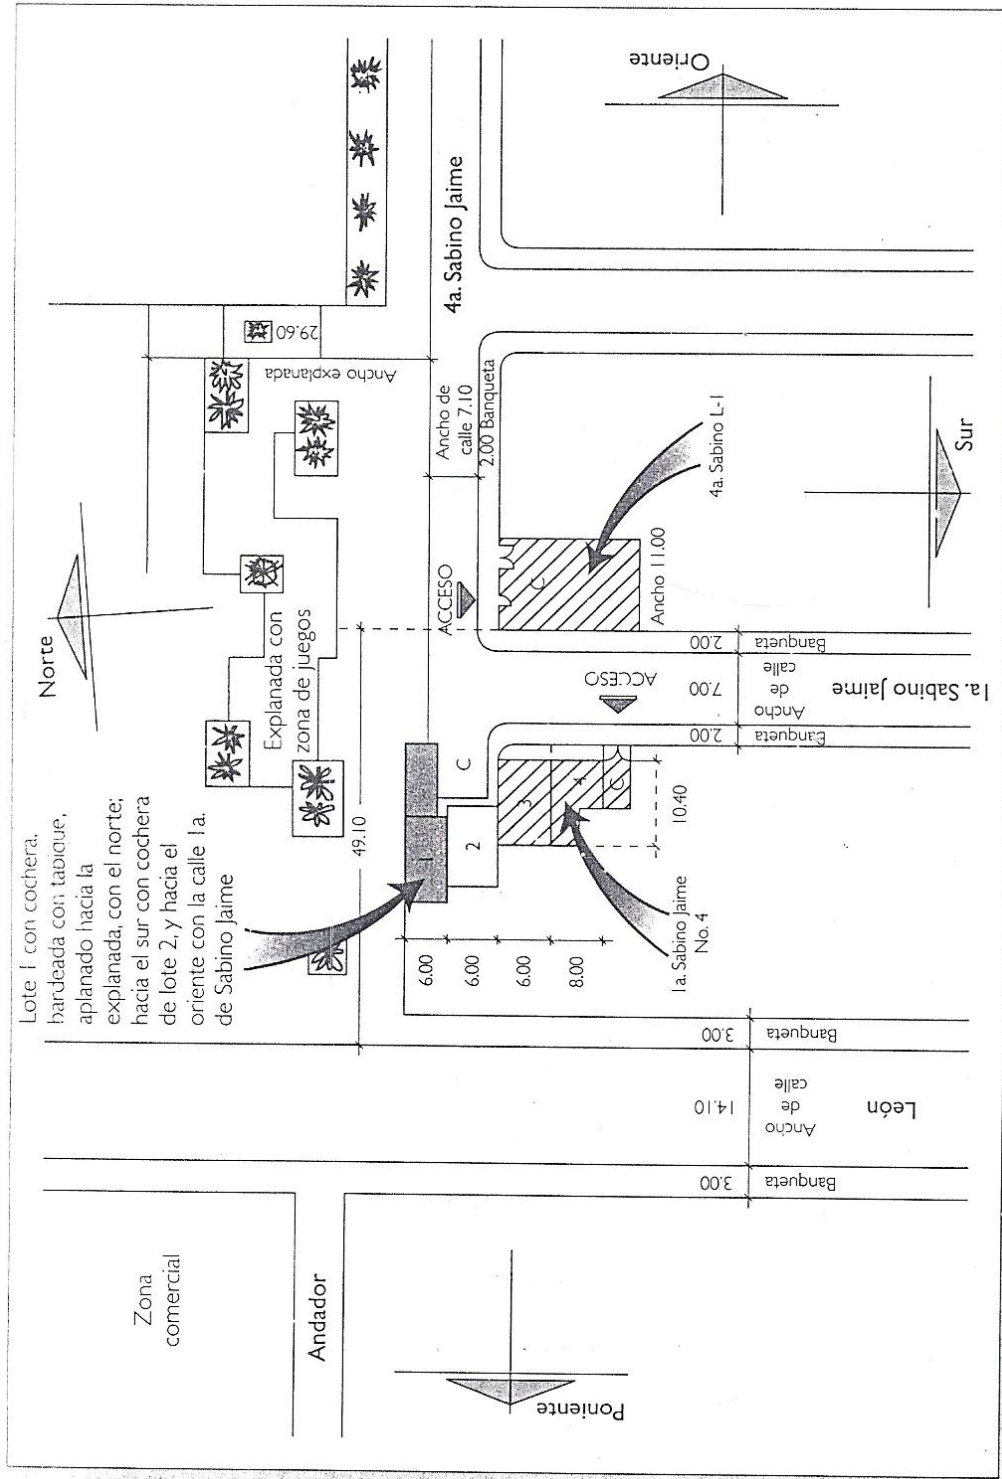 Norte
Lote 1 con cochera,
bardeada con tabique,
aplanado hacia la
explanada, con el norte;
hacia el sur con cochera
de lote 2, y hacia el
oriente con la calle 1a.
de Sabino Jaime
Zona
comercial
Andador
Poniente
Explanada con
zona de juegos
49.10
29.60
Ancho explanada
4a. Sabino Jaime
Ancho de
calle 7.10
2.00 Banqueta
ACCESO
Oriente
1
C
2
3
4
C
6.00
6.00
6.00
8.00
10.40
1a. Sabino Jaime
No. 4
C
4a. Sabino L-1
Ancho 11.00
ACCESO
Banqueta
3.00
Ancho
de
calle
14.10
León
Banqueta
3.00
Banqueta
2.00
Ancho
de
calle
7.00
1a. Sabino Jaime
Banqueta
2.00
Sur